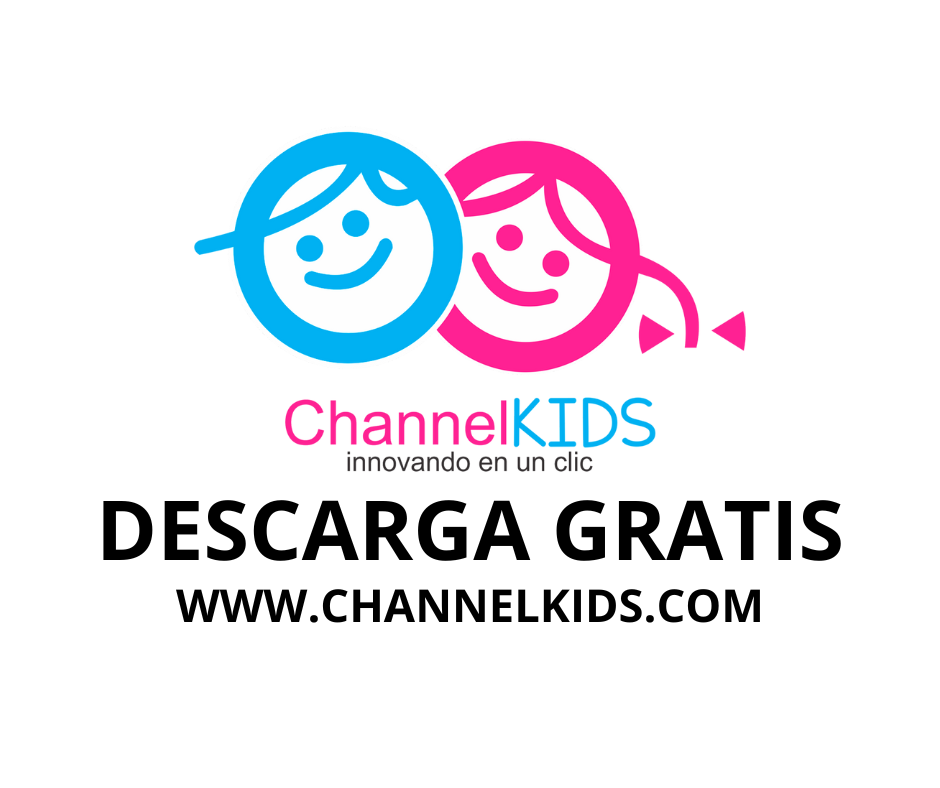 ChannelKIDS
innovando en un clic
DESCARGA GRATIS
WWW.CHANNELKIDS.COM